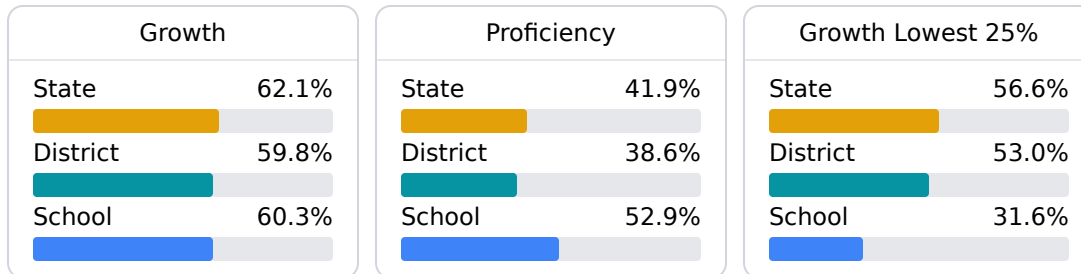 Growth
State 62.1%
District 59.8%
School 60.3%
Proficiency
State 41.9%
District 38.6%
School 52.9%
Growth Lowest 25%
State 56.6%
District 53.0%
School 31.6%